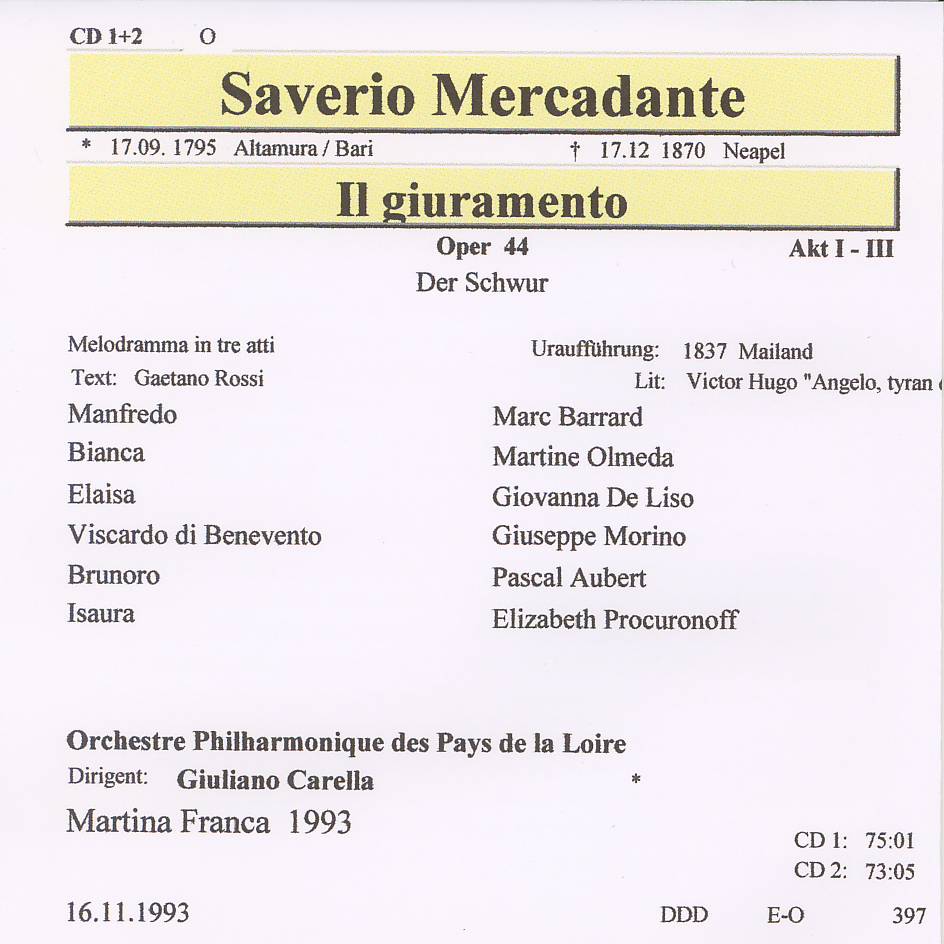 CD 1+2 O
Saverio Mercadante
* 17.09. 1795 Altamura / Bari † 17.12 1870 Neapel
Il giuramento
Oper 44 Akt I - III
Der Schwur
Melodramma in tre atti Uraufführung: 1837 Mailand
Text: Gaetano Rossi Lit: Victor Hugo "Angelo, tyran
Manfredo Marc Barrard
Bianca Martine Olmeda
Elaisa Giovanna De Liso
Viscardo di Benevento Giuseppe Morino
Brunoro Pascal Aubert
Isaura Elizabeth Procuronoff
Orchestre Philharmonique des Pays de la Loire
Dirigent: Giuliano Carella *
Martina Franca 1993
CD 1: 75:01
CD 2: 73:05
16.11.1993 DDD E-O 397